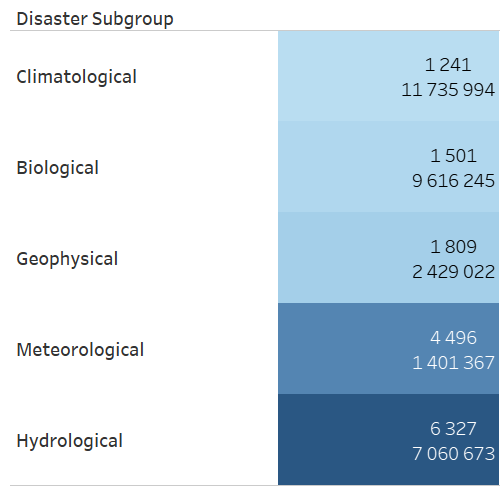 Disaster Subgroup
Climatological
1 241
11 735 994
Biological
1 501
9 616 245
Geophysical
1 809
2 429 022
Meteorological
4 496
1 401 367
Hydrological
6 327
7 060 673